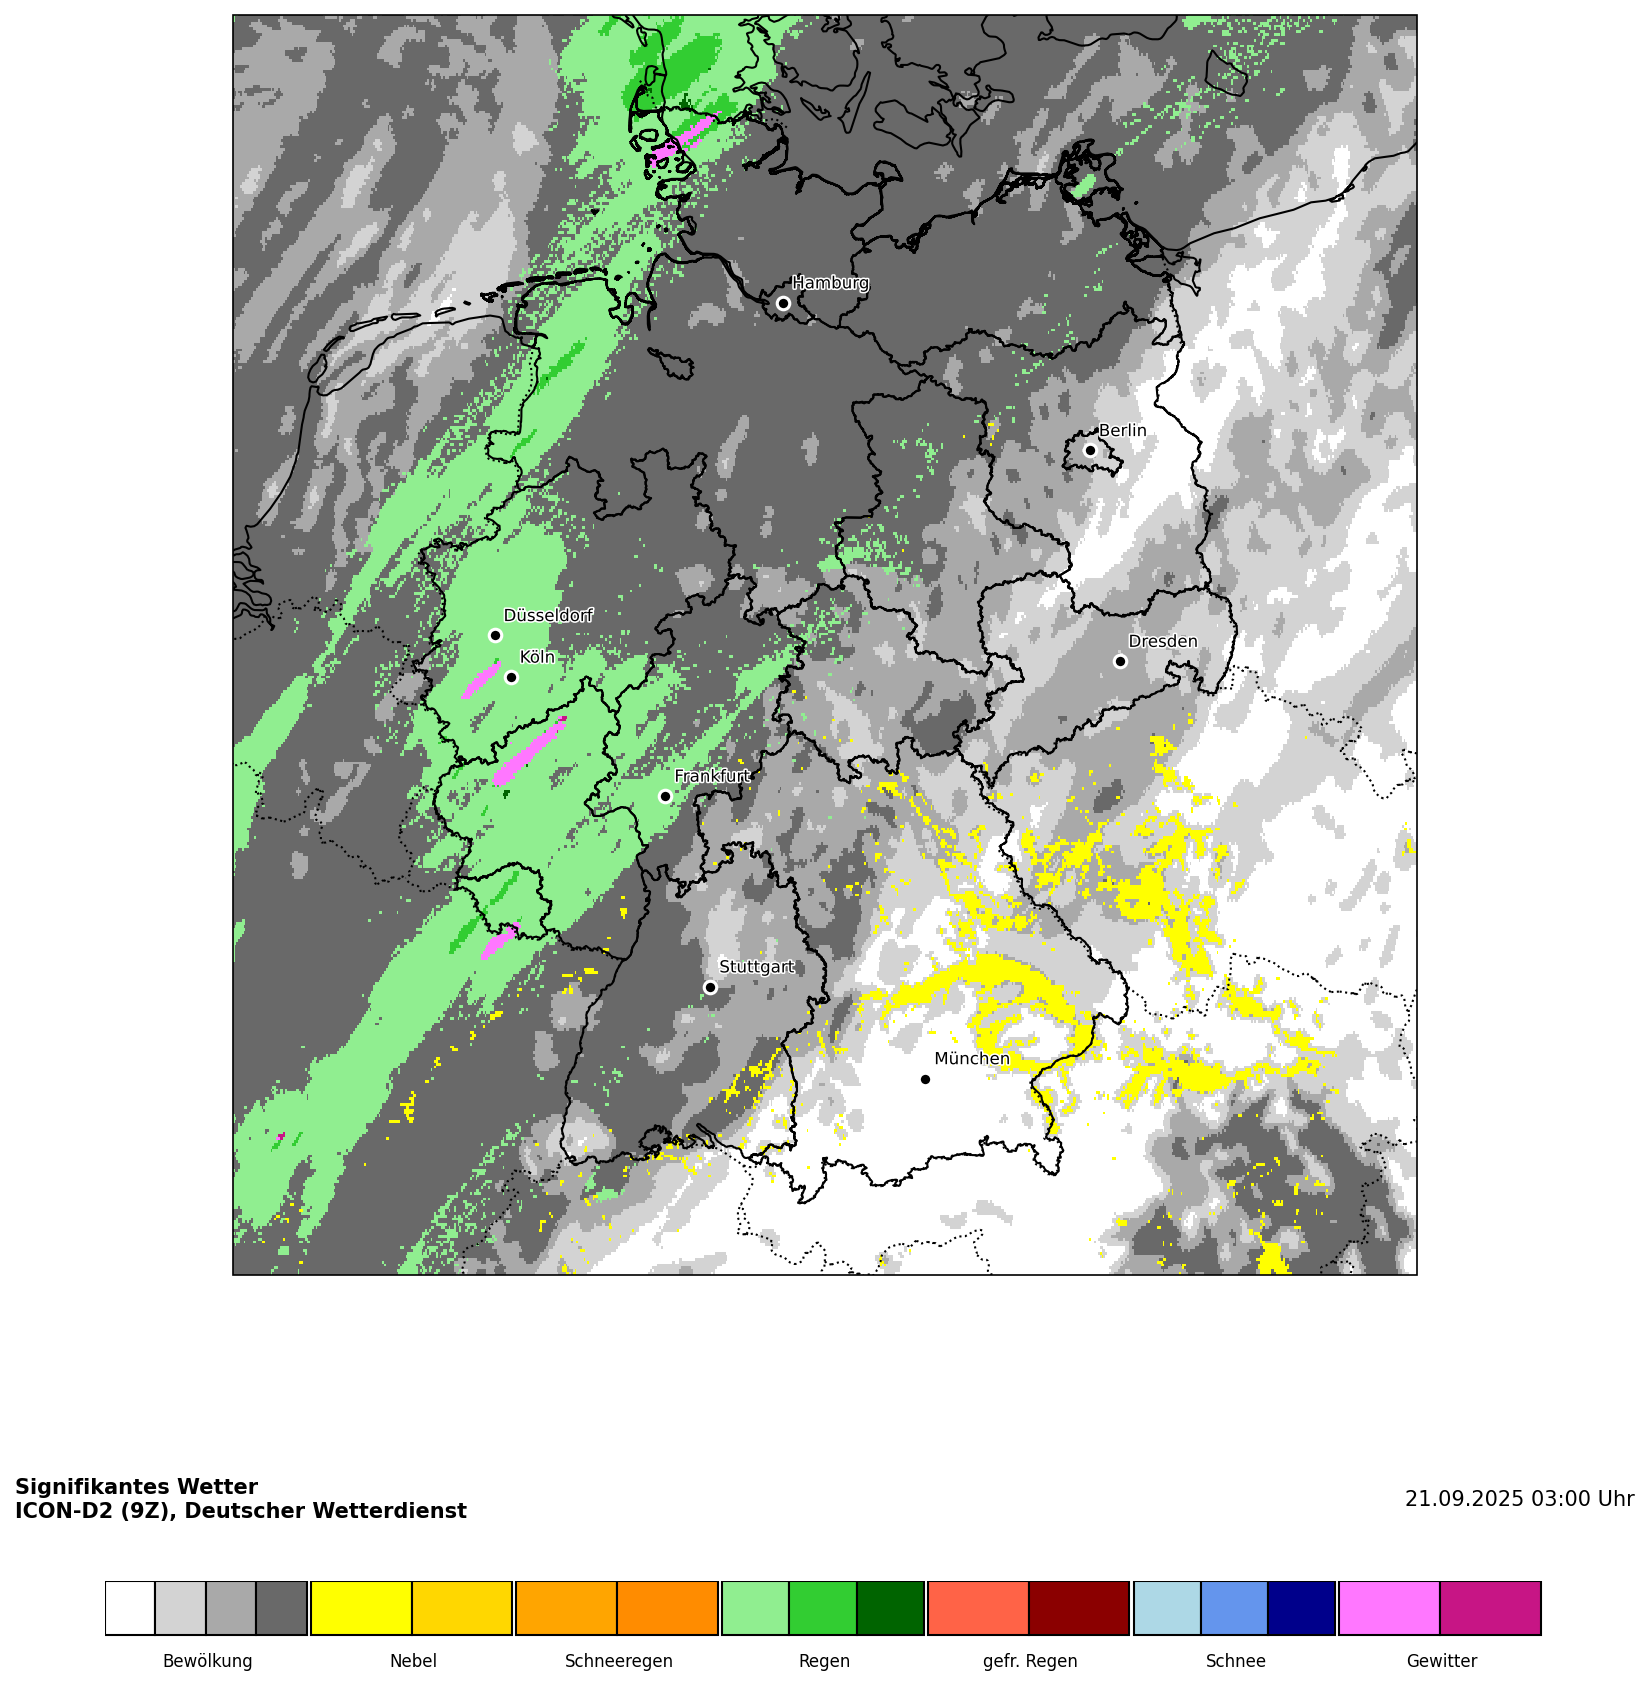 Hamburg
Berlin
Düsseldorf
Köln
Dresden
Frankfurt
Stuttgart
München
Signifikantes Wetter
ICON-D2 (9Z), Deutscher Wetterdienst
21.09.2025 03:00 Uhr
Bewölkung
Nebel
Schneeregen
Regen
gefr. Regen
Schnee
Gewitter